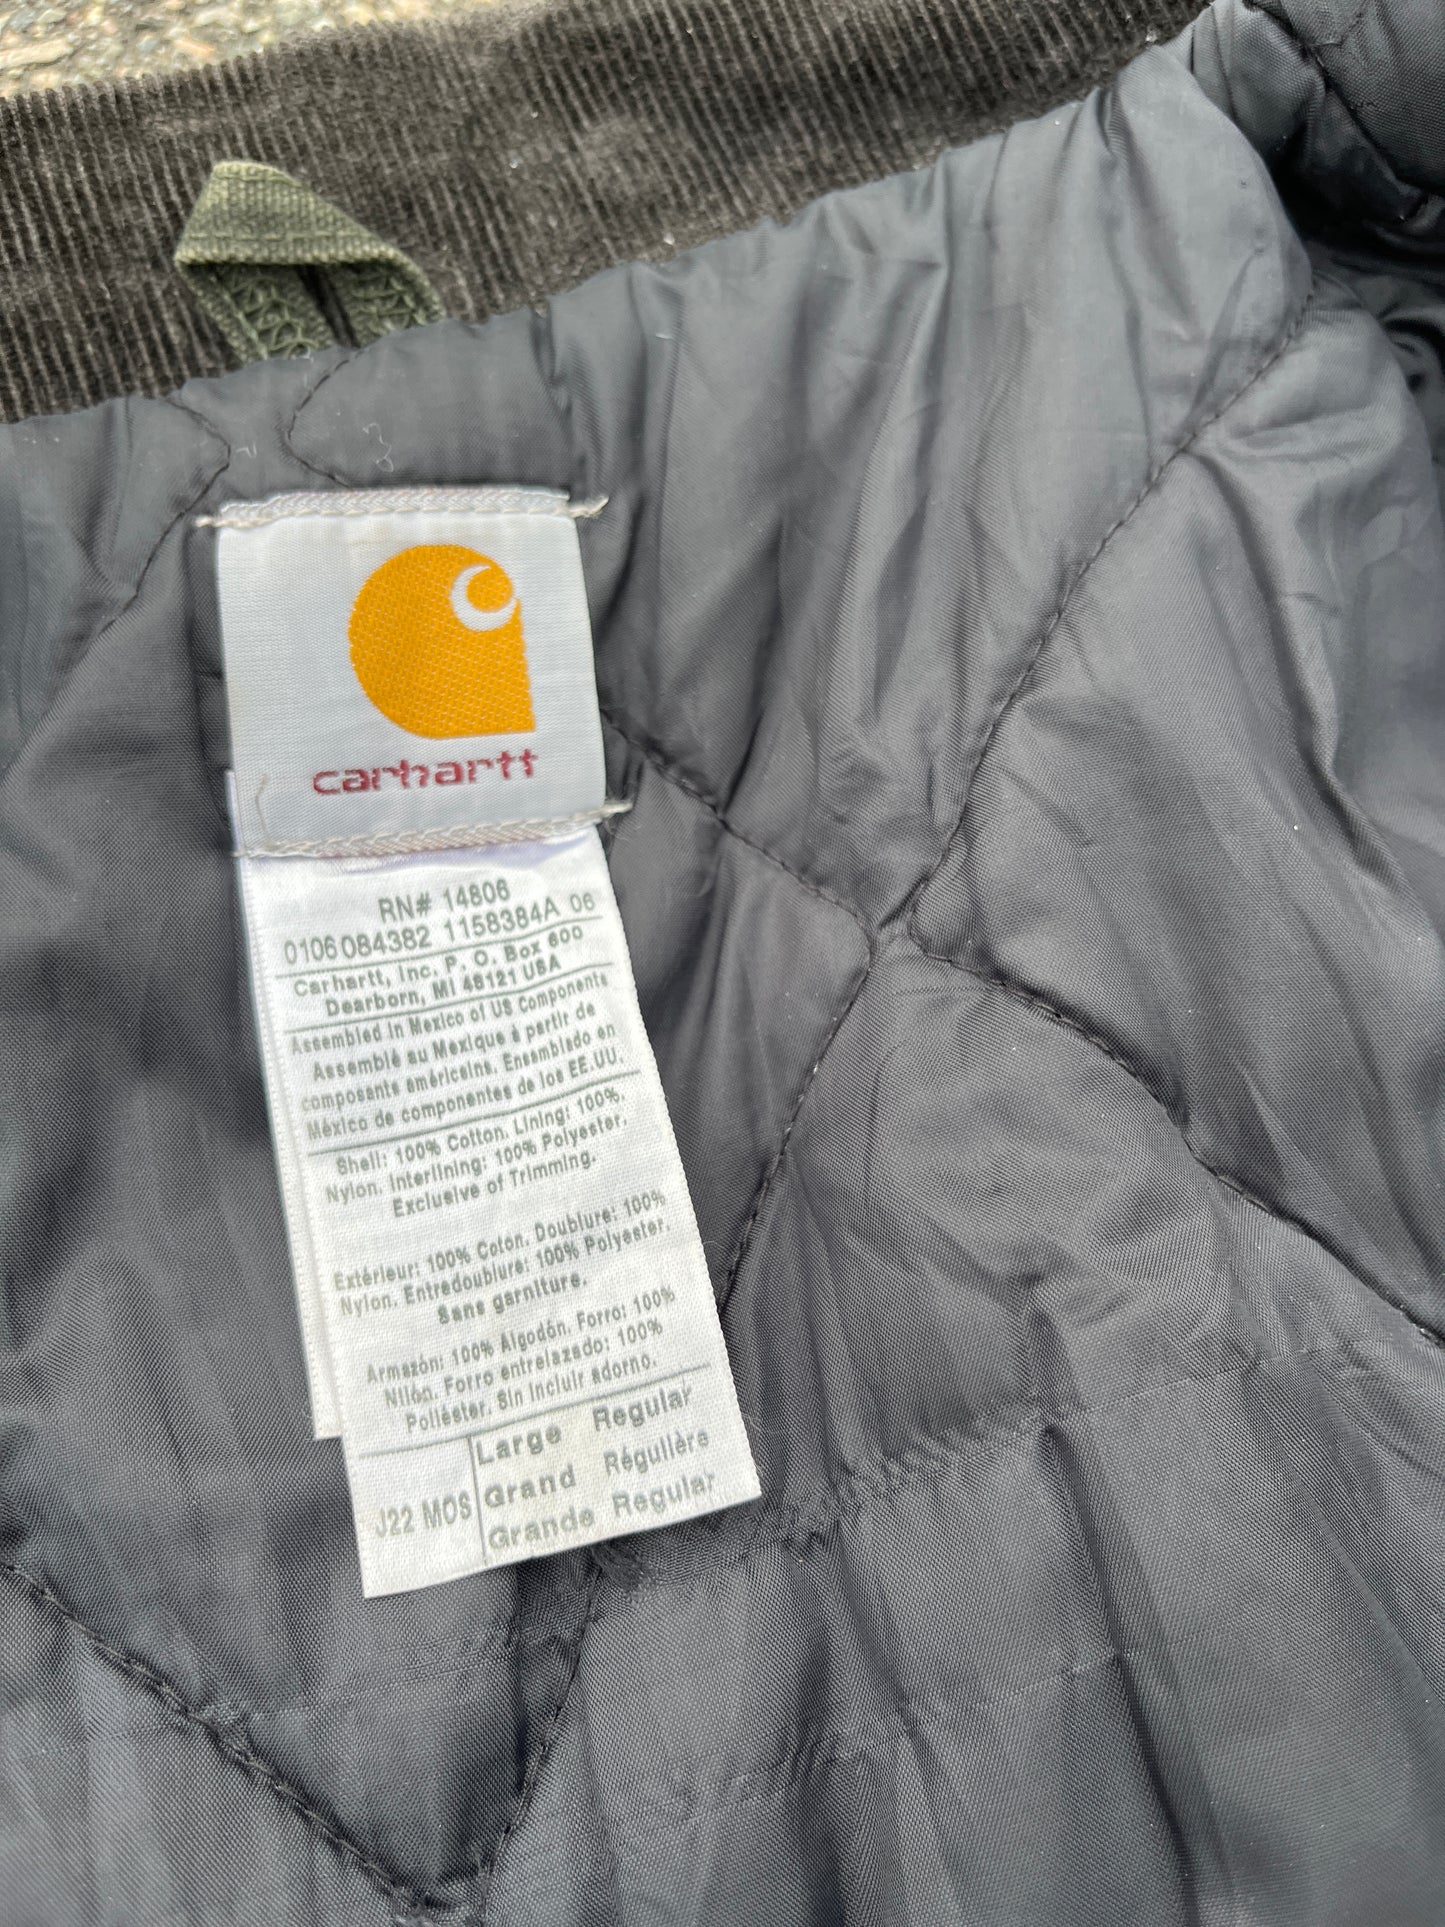 carhartt
RN# 14806
0106084382 1158384A 06
Carhartt, Inc. P. O. Box 600
Dearborn, MI 48121 USA
Assembled in Mexico of US Components
Assemblé au Mexique à partir de
composants américains. Ensamblado en
México de componentes de los EE.UU.
Shell: 100% Cotton. Lining: 100%
Nylon. Interlining: 100% Polyester.
Exclusive of Trimming.
Extérieur: 100% Coton. Doublure: 100%
Nylon. Entredoublure: 100% Polyester.
Sans garniture.
Armazón: 100% Algodón. Forro: 100%
Nilón. Forro entrelazado: 100%
Poliéster. Sin incluir adorno.
Large Regular
Grand Régulière
J22 MOS Grande Regular